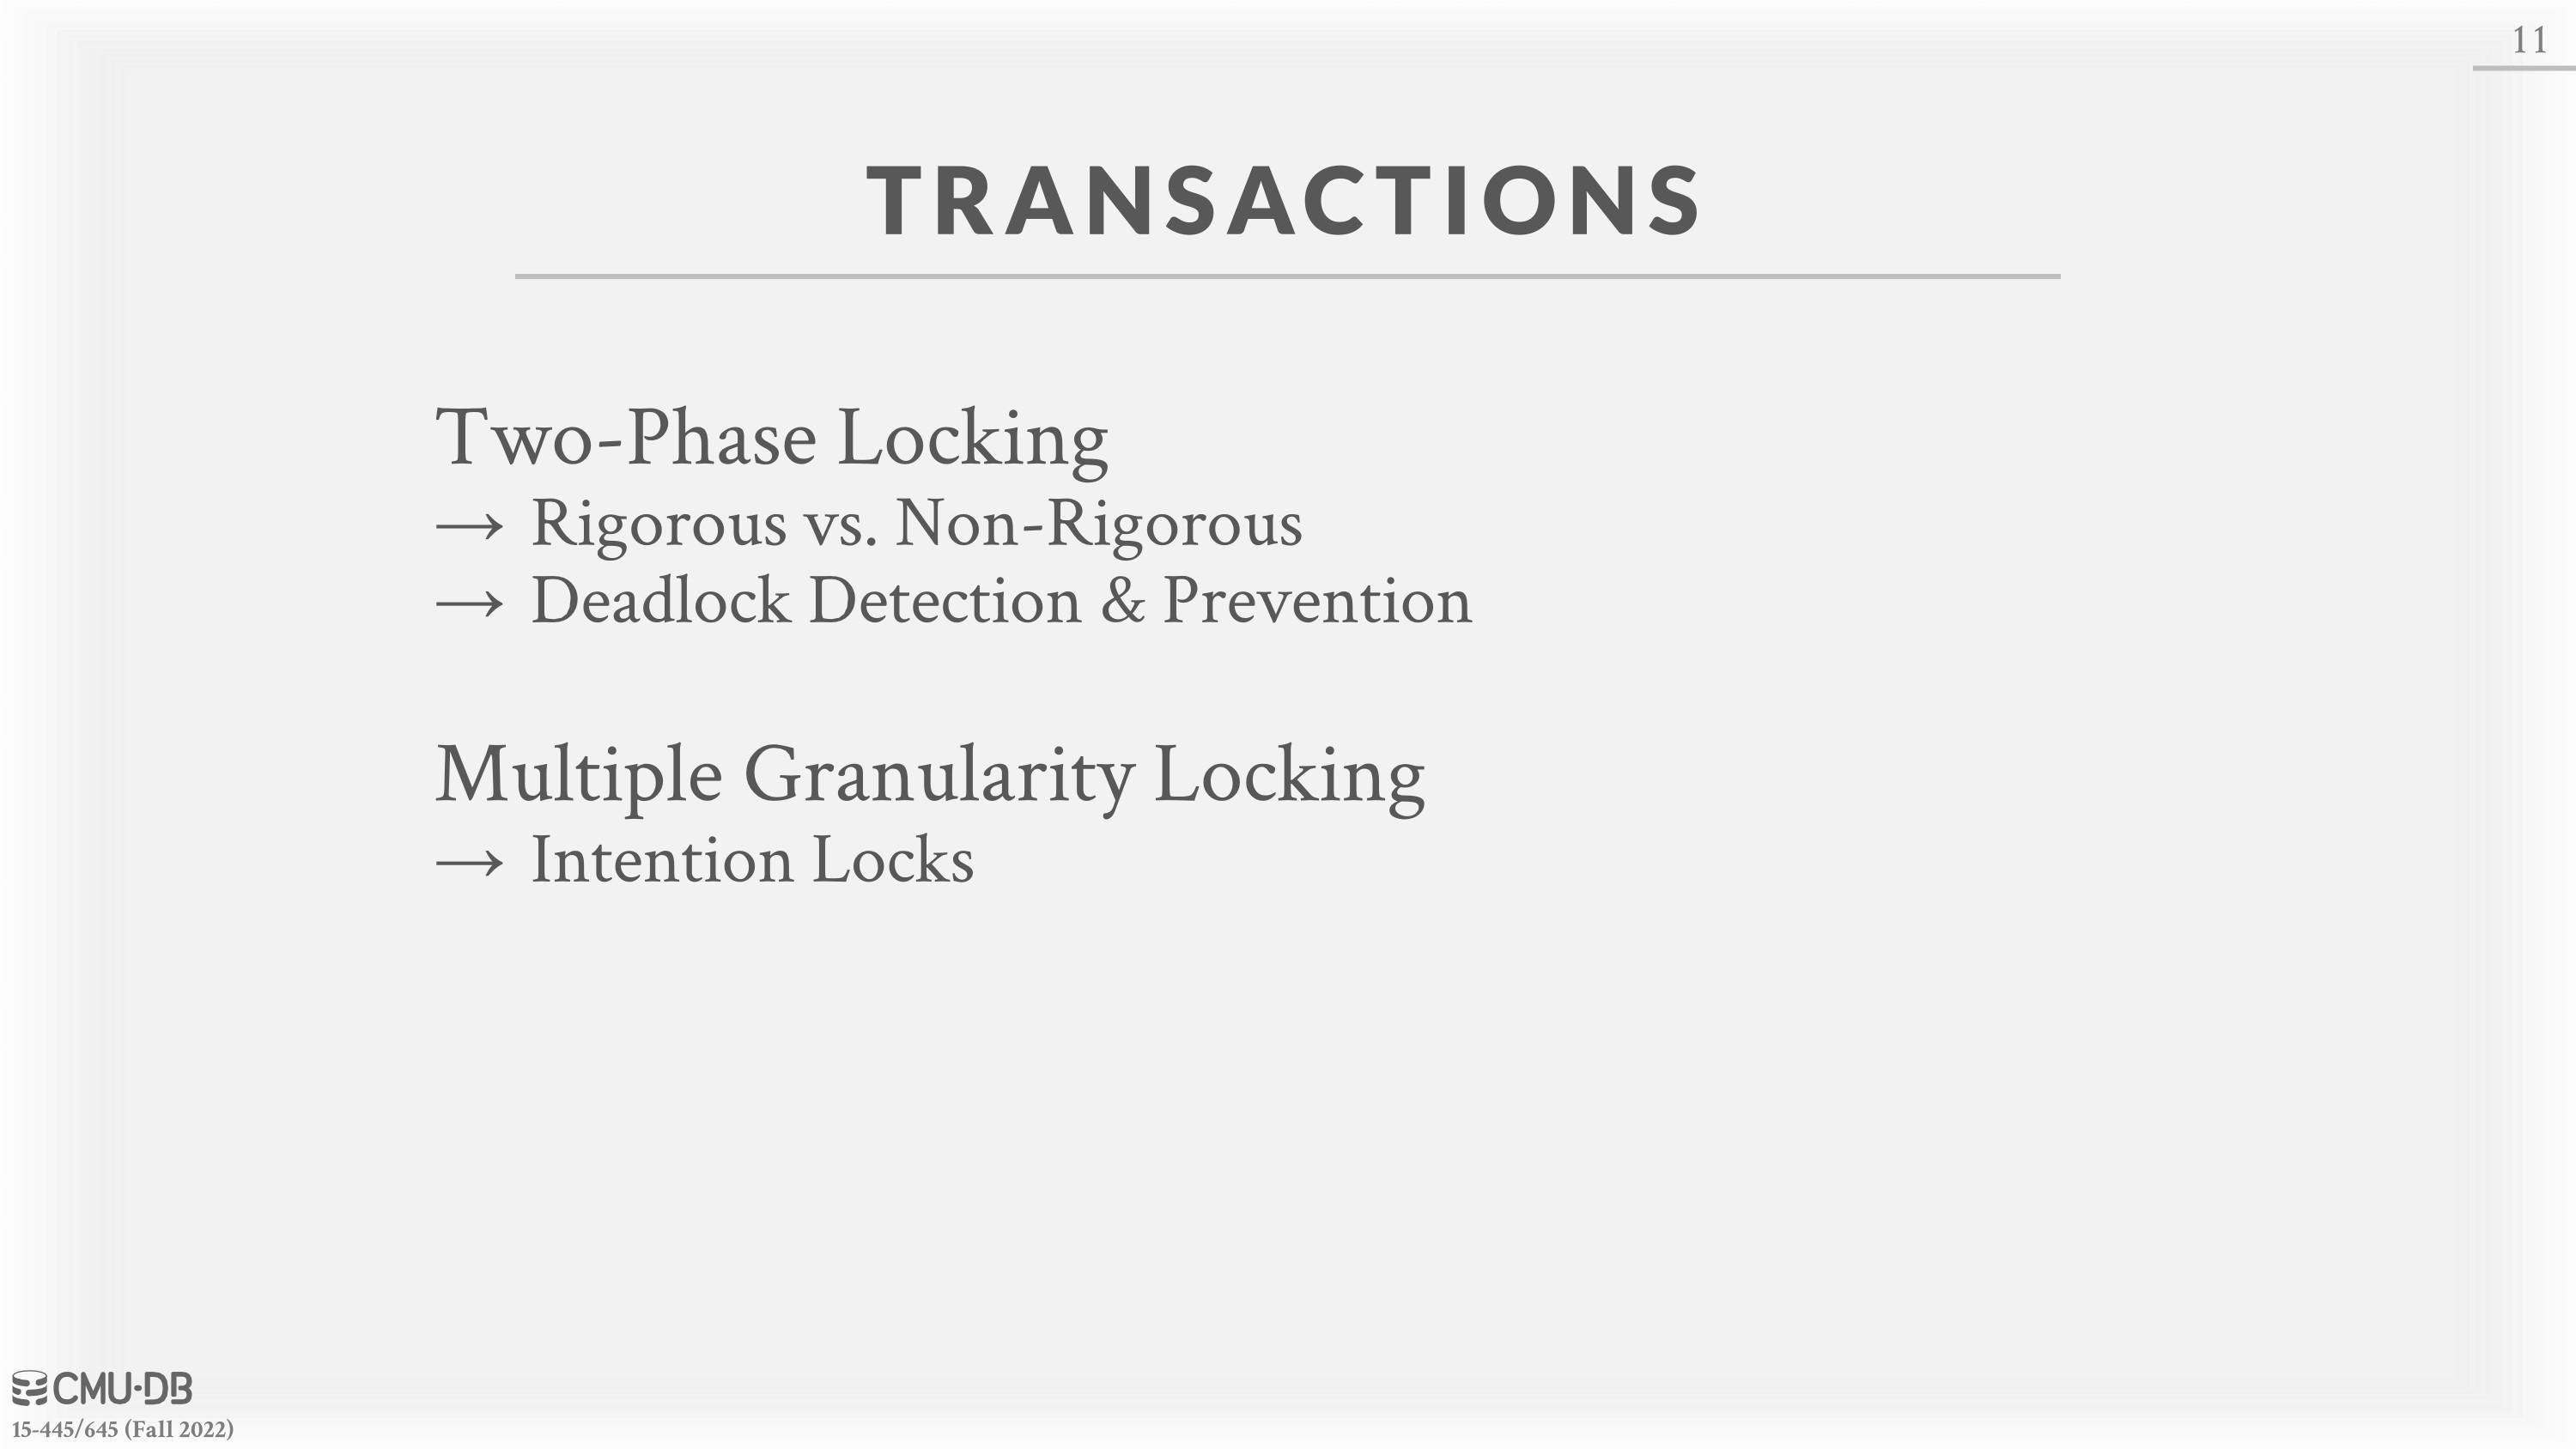 11
TRANSACTIONS
Two-Phase Locking
→ Rigorous vs. Non-Rigorous
→ Deadlock Detection & Prevention
Multiple Granularity Locking
→ Intention Locks
CMU·DB
15-445/645 (Fall 2022)